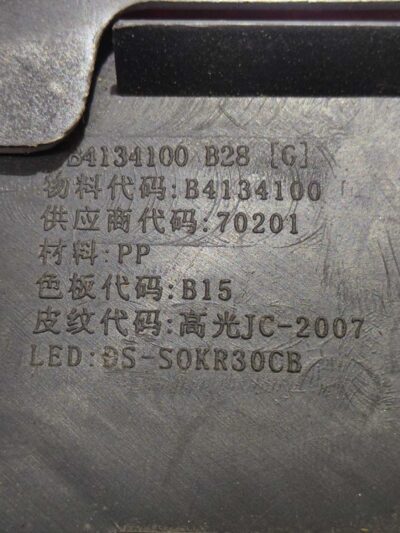 B4134100 B28 [G]
物料代码:B4134100
供应商代码:70201
材料:PP
色板代码:B15
皮纹代码:高光JC-2007
LED:DS-S0KR30CB